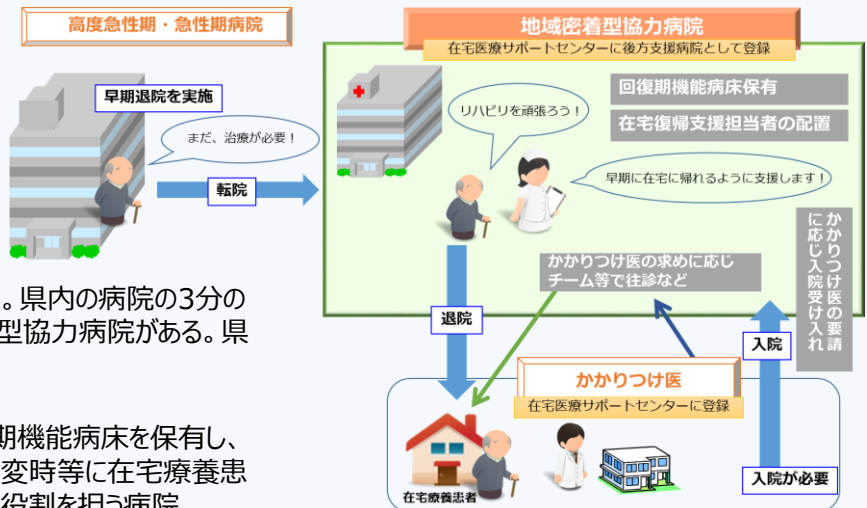 高度急性期・急性期病院
早期退院を実施
まだ、治療が必要！
転院
地域密着型協力病院
在宅医療サポートセンターに後方支援病院として登録
回復期機能病床保有
在宅復帰支援担当者の配置
リハビリを頑張ろう！
早期に在宅に帰れるように支援します！
かかりつけ医の求めに応じ
チーム等で往診など
かかりつけ医の要請
に応じ入院受け入れ
退院
入院
かかりつけ医
在宅医療サポートセンターに登録
在宅療養患者
入院が必要
。県内の病院の3分の
型協力病院がある。県
期機能病床を保有し、
変時等に在宅療養患
役割を担う病院